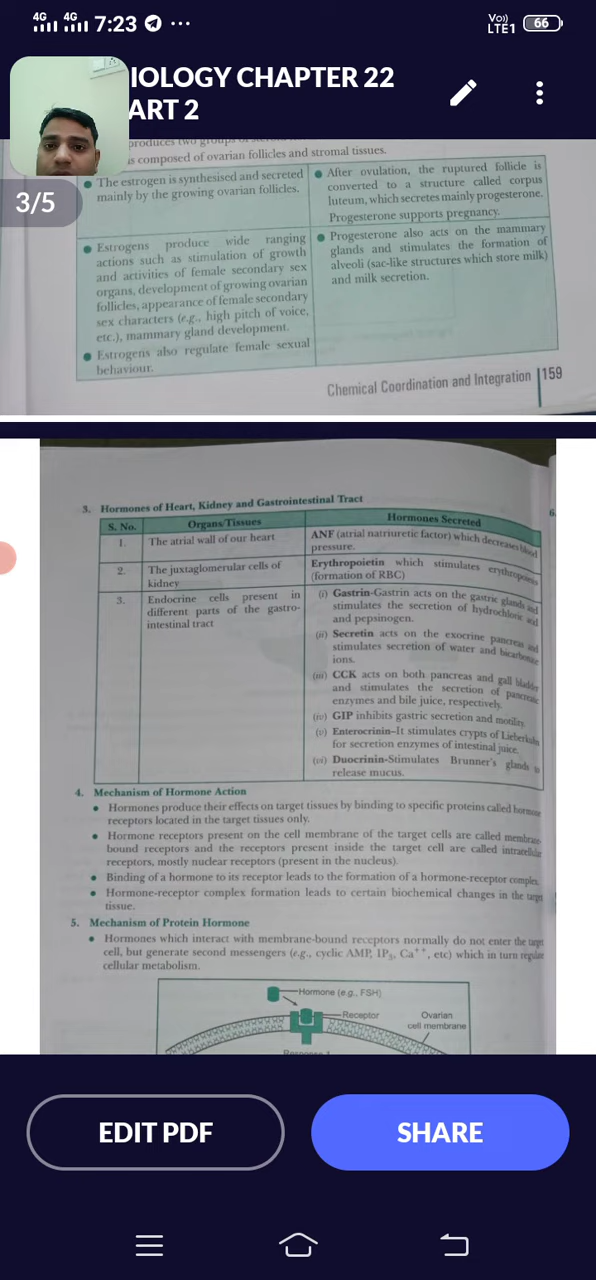 4G 4G 7:23 ...
Vo))
LTE1
66
IOLOGY CHAPTER 22
ART 2
3/5
produces two
is composed of ovarian follicles and stromal tissues.
• The estrogen is synthesised and secreted
mainly by the growing ovarian follicles.
• After ovulation, the ruptured follicle is
converted to a structure called corpus
luteum, which secretes mainly progesterone.
Progesterone supports pregnancy.
• Estrogens produce wide ranging
actions such as stimulation of growth
and activities of female secondary sex
organs, development of growing ovarian
follicles, appearance of female secondary
sex characters (e.g., high pitch of voice,
etc.), mammary gland development.
• Estrogens also regulate female sexual
behaviour.
• Progesterone also acts on the mammary
glands and stimulates the formation of
alveoli (sac-like structures which store milk)
and milk secretion.
Chemical Coordination and Integration 159
6.
3. Hormones of Heart, Kidney and Gastrointestinal Tract
S. No. Organs/Tissues Hormones Secreted
1. The atrial wall of our heart
ANF (atrial natriuretic factor) which decreases blood
pressure.
2. The juxtaglomerular cells of
kidney
Erythropoietin which stimulates erythropoiesis
(formation of RBC)
3. Endocrine cells present in
different parts of the gastro-
intestinal tract
(i) Gastrin-Gastrin acts on the gastric glands and
stimulates the secretion of hydrochloric acid
and pepsinogen.
(ii) Secretin acts on the exocrine pancreas and
stimulates secretion of water and bicarbonate
ions.
(iii) CCK acts on both pancreas and gall bladder
and stimulates the secretion of pancreatic
enzymes and bile juice, respectively.
(iv) GIP inhibits gastric secretion and motility.
(v) Enterocrinin–It stimulates crypts of
for secretion enzymes of intestinal juice.
(vi) Duocrinin-Stimulates Brunner's glands to
release mucus.
4. Mechanism of Hormone Action
• Hormones produce their effects on target tissues by binding to specific proteins called hormone
receptors located in the target tissues only.
• Hormone receptors present on the cell membrane of the target cells are called membrane-
bound receptors and the receptors present inside the target cell are called intracellular
receptors, mostly nuclear receptors (present in the nucleus).
• Binding of a hormone to its receptor leads to the formation of a hormone-receptor complex.
• Hormone-receptor complex formation leads to certain biochemical changes in the target
tissue.
5. Mechanism of Protein Hormone
• Hormones which interact with membrane-bound receptors normally do not enter the target
cell, but generate second messengers (e.g., cyclic AMP, IP₃, Ca⁺⁺, etc) which in turn regulate
cellular metabolism.
Hormone (e.g., FSH)
Receptor
Ovarian
cell membrane
EDIT PDF
SHARE